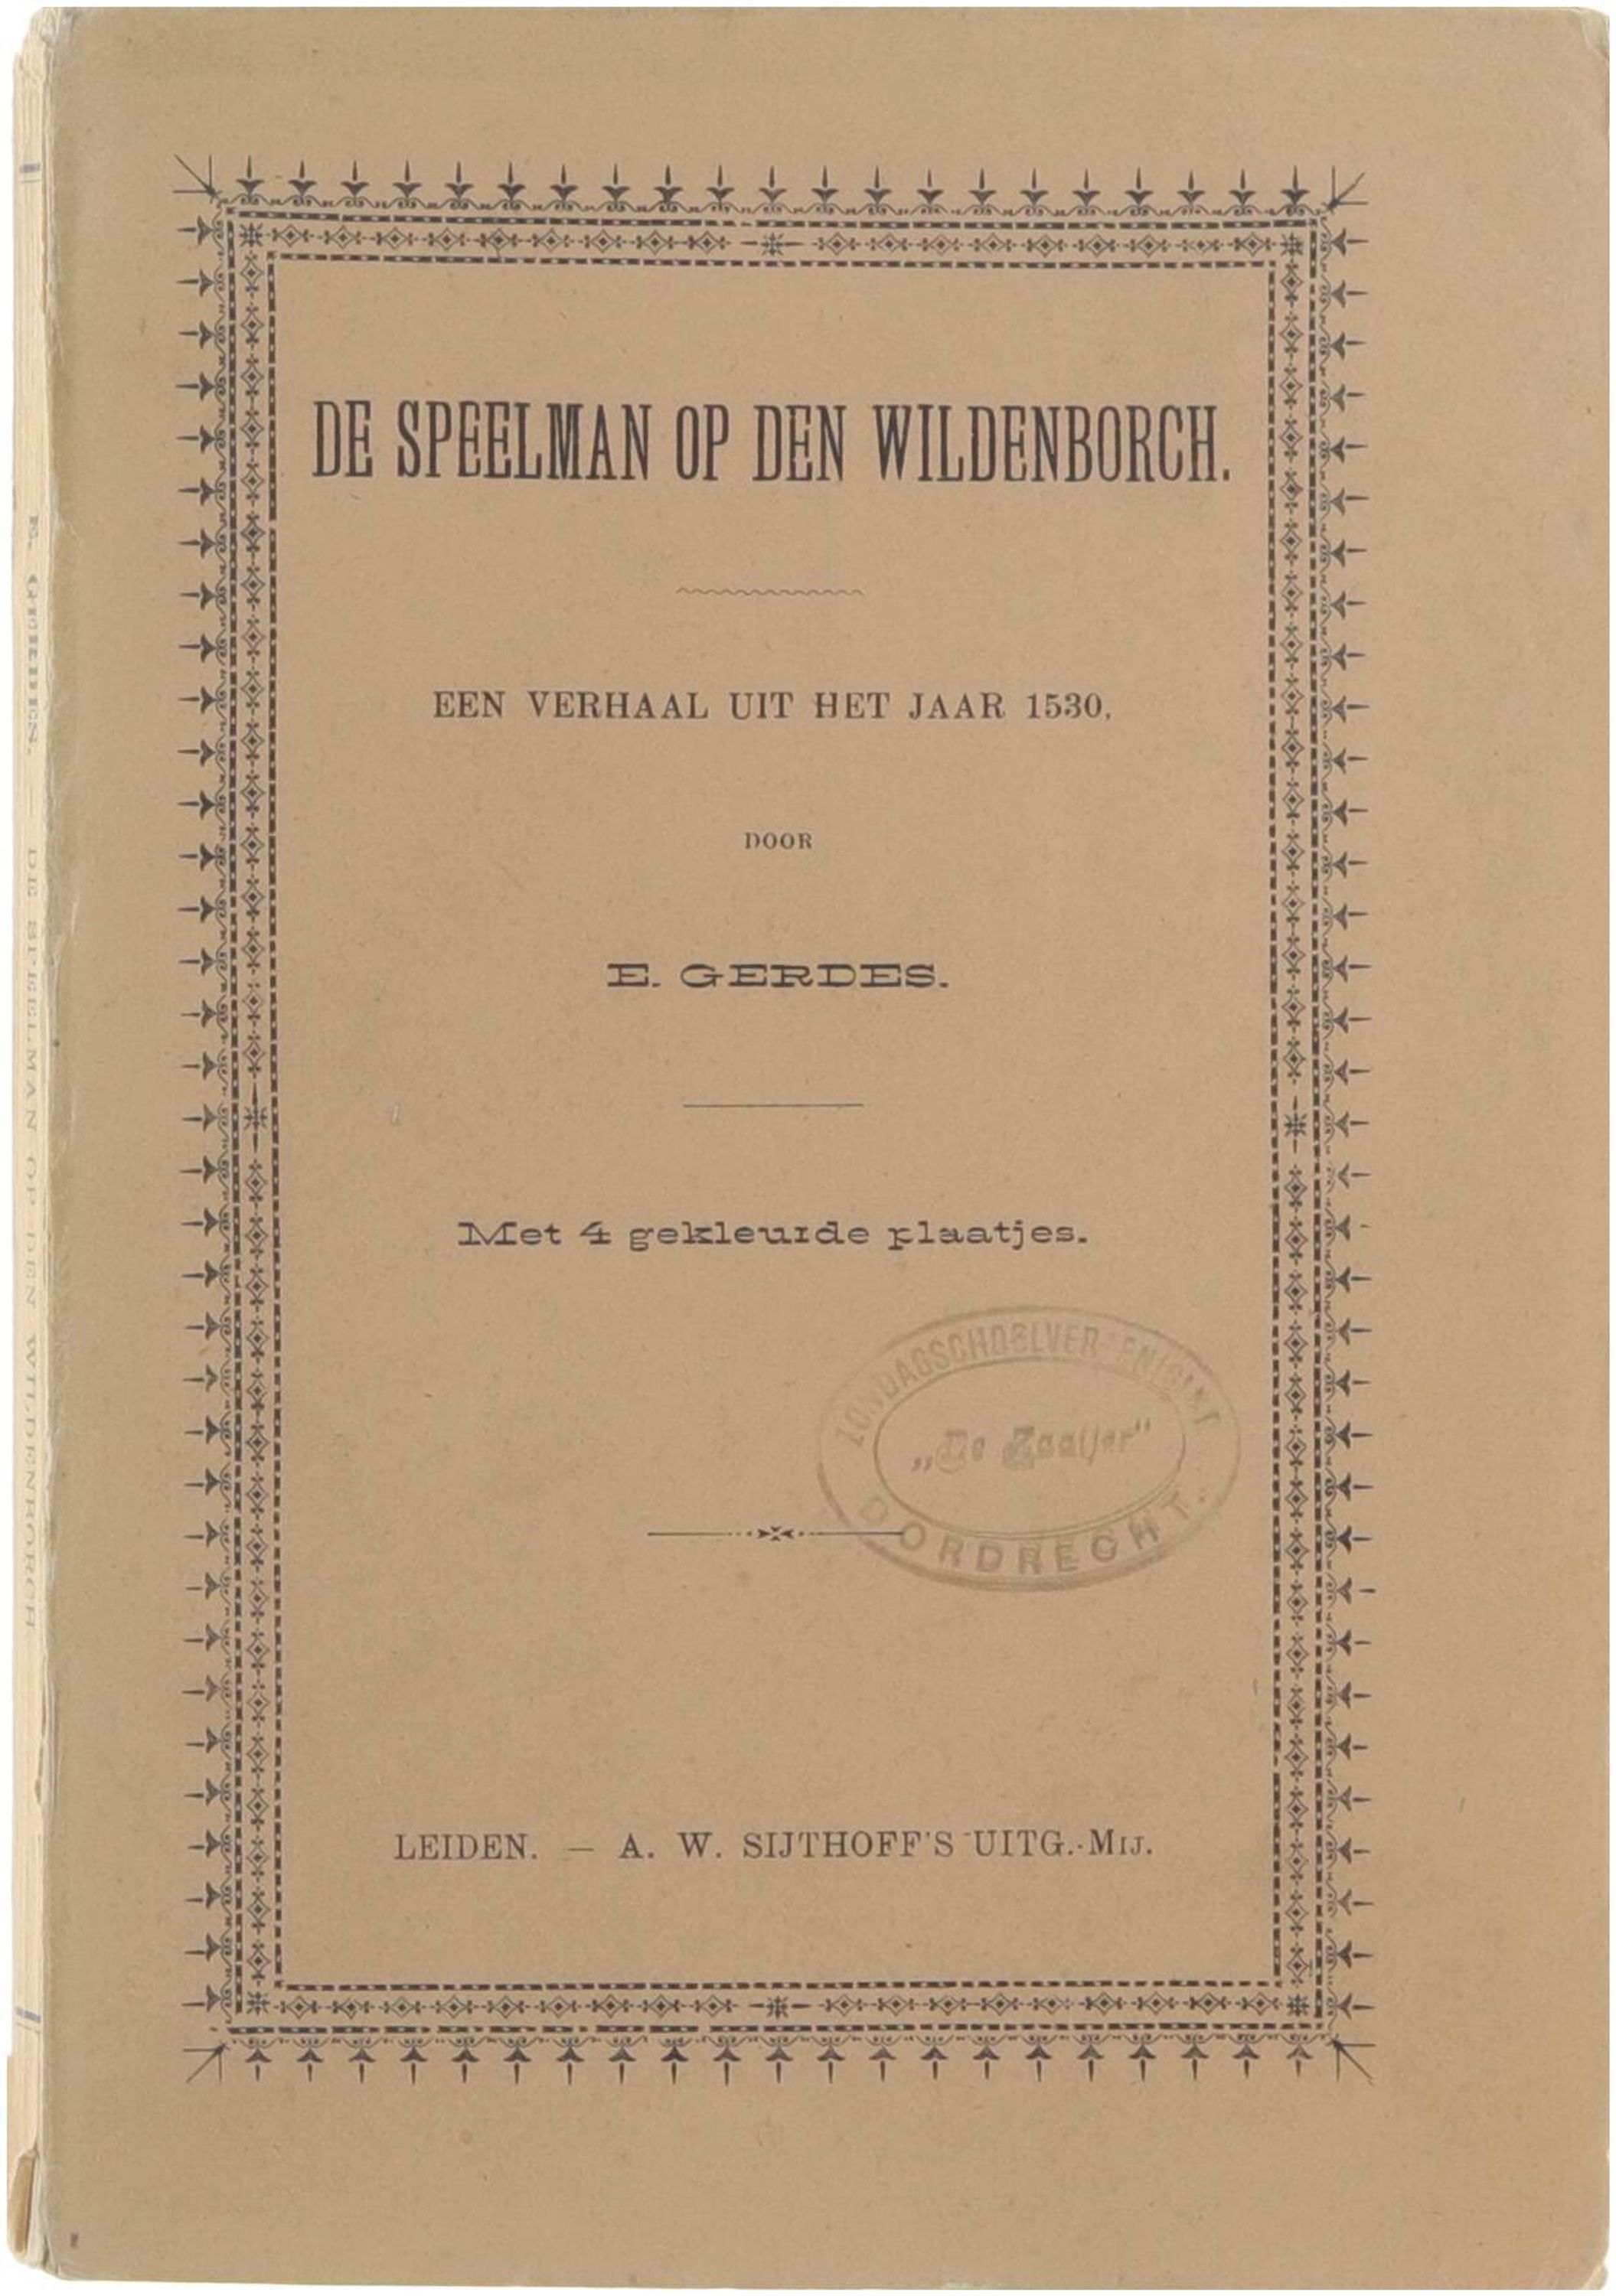 DE SPEELMAN OP DEN WILDENBORCH.
EEN VERHAAL UIT HET JAAR 1530,
DOOR
E. GERDES.
Met 4 gekleurde plaatjes.
ZONDAGSCHOOLVEREENIGING
„De Zaaijer"
DORDRECHT.
LEIDEN. — A. W. SIJTHOFF'S UITG.-MIJ.
E. GERDES. — DE SPEELMAN OP DEN WILDENBORCH